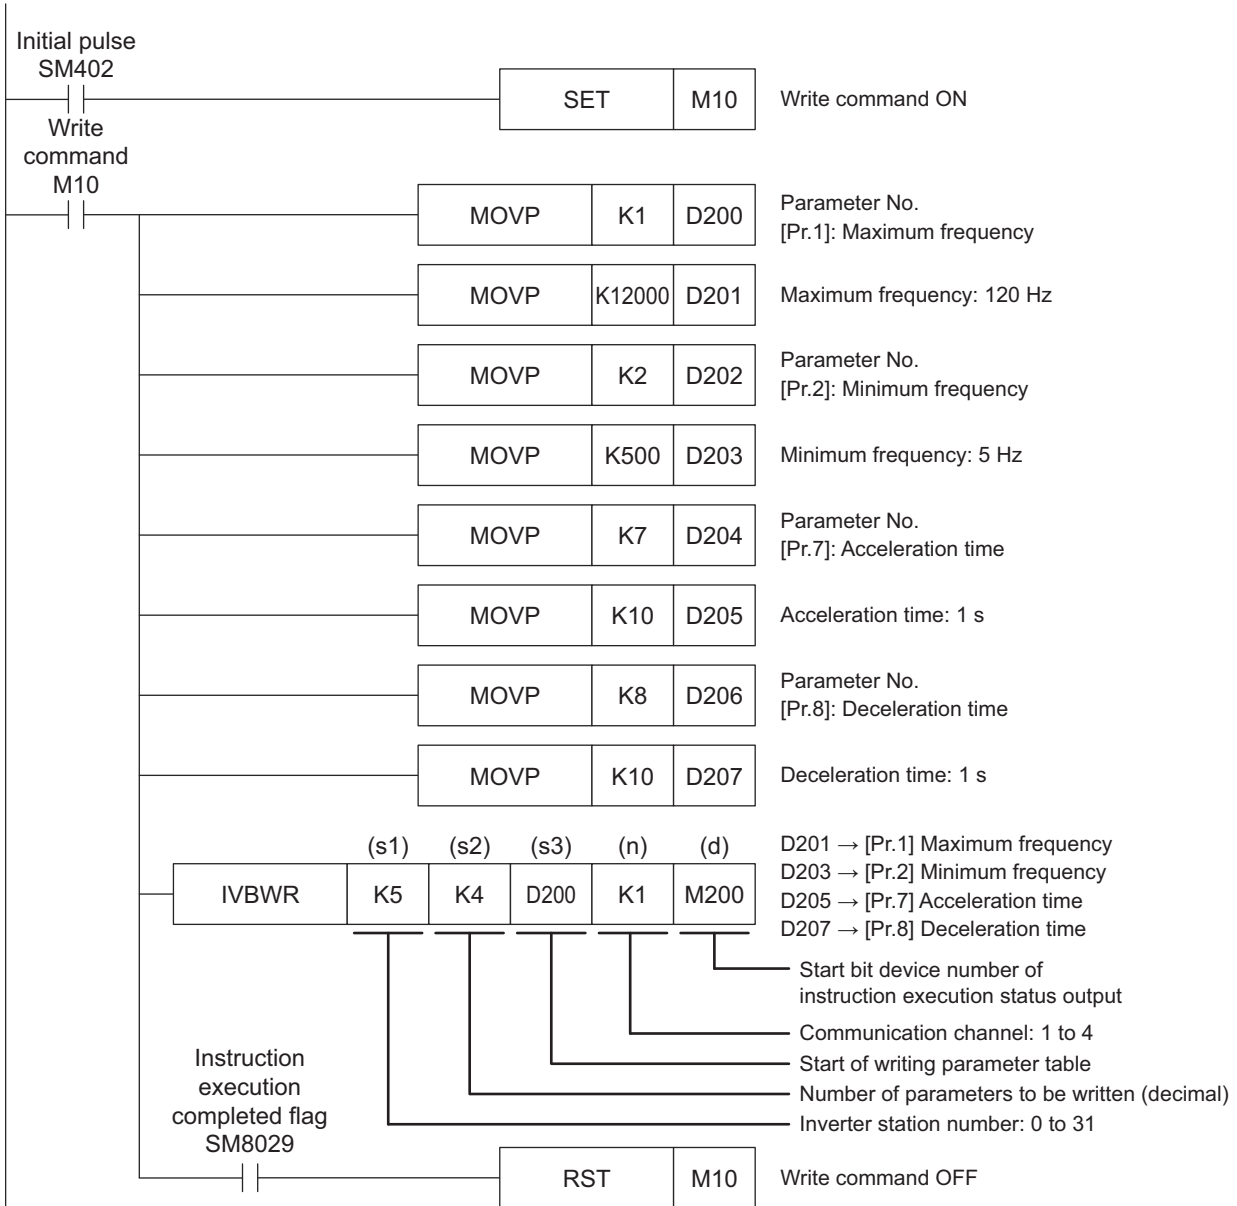 Initial pulse
SM402
SET M10 Write command ON
Write
command
M10
MOVP K1 D200 Parameter No.
[Pr.1]: Maximum frequency
MOVP K12000 D201 Maximum frequency: 120 Hz
MOVP K2 D202 Parameter No.
[Pr.2]: Minimum frequency
MOVP K500 D203 Minimum frequency: 5 Hz
MOVP K7 D204 Parameter No.
[Pr.7]: Acceleration time
MOVP K10 D205 Acceleration time: 1 s
MOVP K8 D206 Parameter No.
[Pr.8]: Deceleration time
MOVP K10 D207 Deceleration time: 1 s
(s1) (s2) (s3) (n) (d)
IVBWR K5 K4 D200 K1 M200
D201 → [Pr.1] Maximum frequency
D203 → [Pr.2] Minimum frequency
D205 → [Pr.7] Acceleration time
D207 → [Pr.8] Deceleration time
Start bit device number of
instruction execution status output
Communication channel: 1 to 4
Start of writing parameter table
Number of parameters to be written (decimal)
Inverter station number: 0 to 31
Instruction
execution
completed flag
SM8029
RST M10 Write command OFF